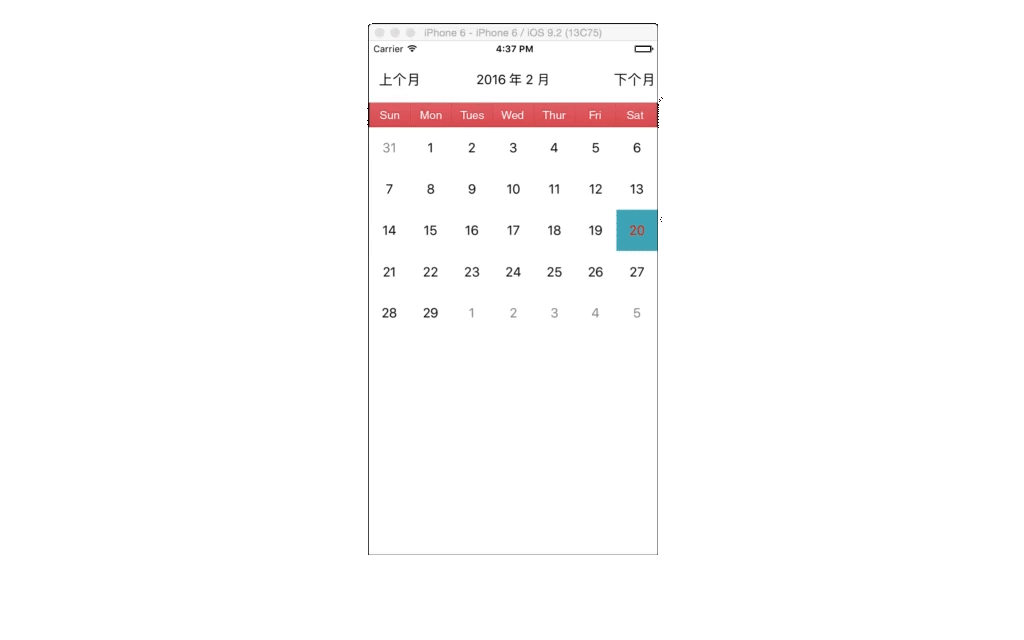 iPhone 6 - iPhone 6 / iOS 9.2 (13C75)
Carrier 4:37 PM
上个月 2016 年 2 月 下个月
Sun Mon Tues Wed Thur Fri Sat
31 1 2 3 4 5 6
7 8 9 10 11 12 13
14 15 16 17 18 19 20
21 22 23 24 25 26 27
28 29 1 2 3 4 5